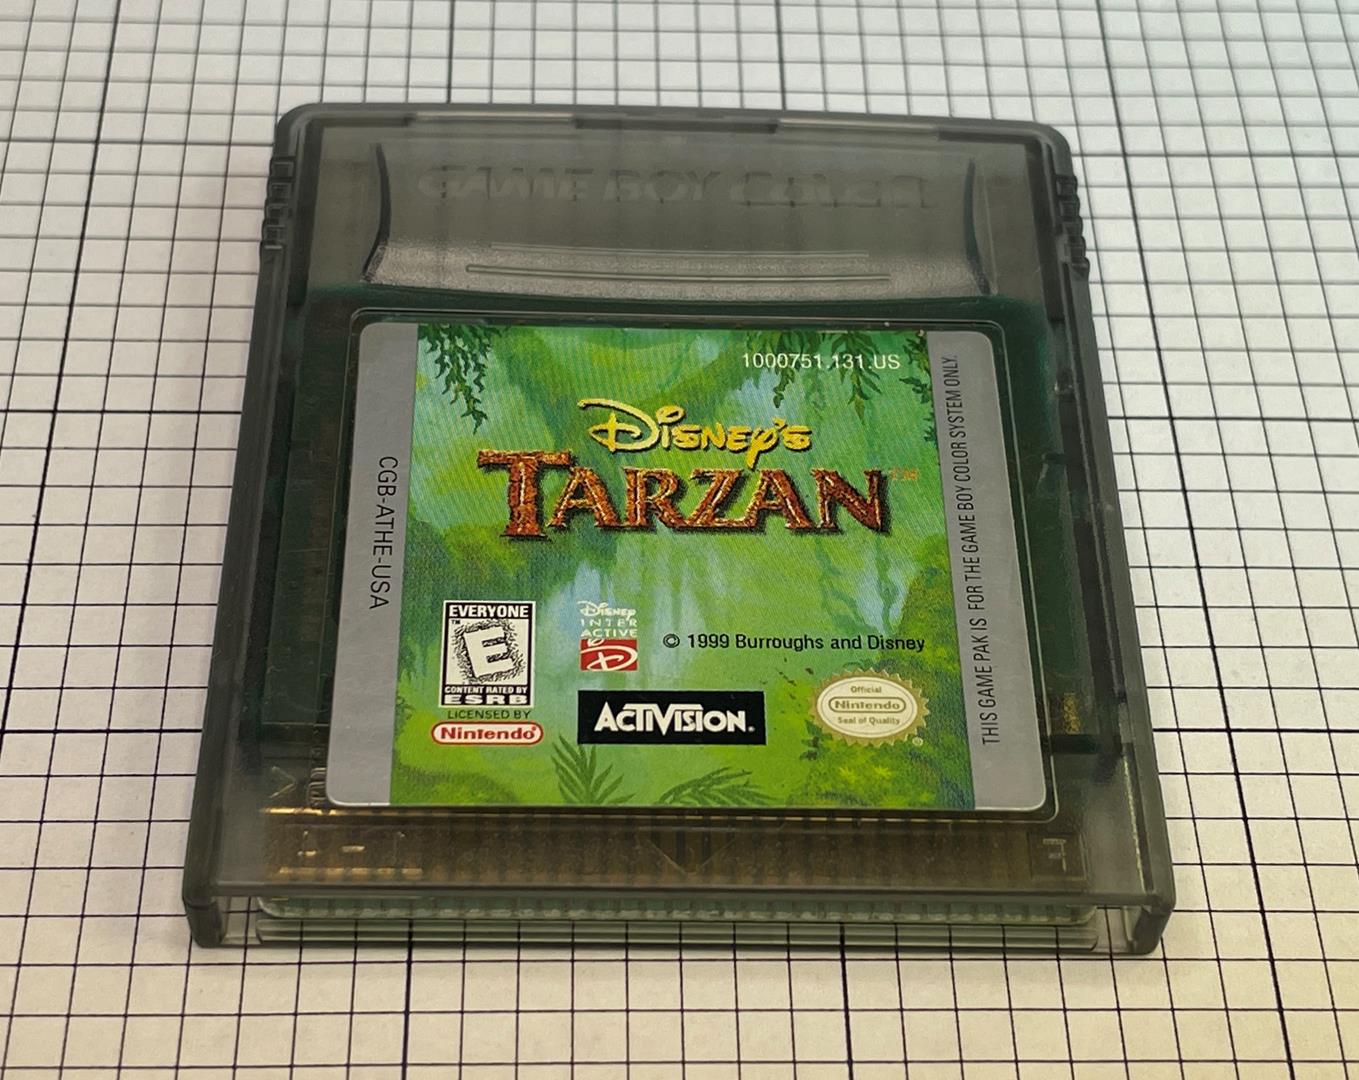 GAME BOY COLOR
1000751.131.US
Disney's
TARZAN™
CGB-ATHE-USA
THIS GAME PAK IS FOR THE GAME BOY COLOR SYSTEM ONLY.
EVERYONE
™
E
CONTENT RATED BY
ESRB
Disney
INTER
ACTIVE
D
© 1999 Burroughs and Disney
LICENSED BY
Nintendo®
ACTIVISION®
Official
Nintendo
Seal of Quality
®